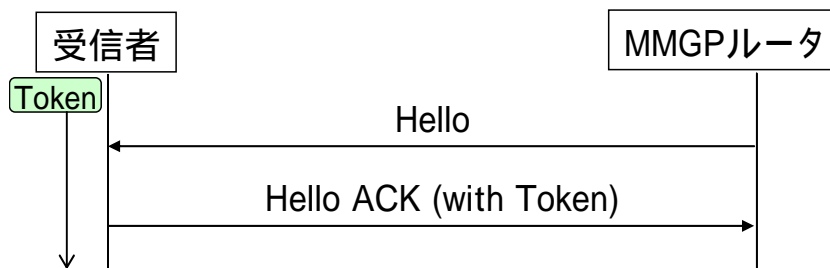 受信者
MMGPルータ
Token
Hello
Hello ACK (with Token)